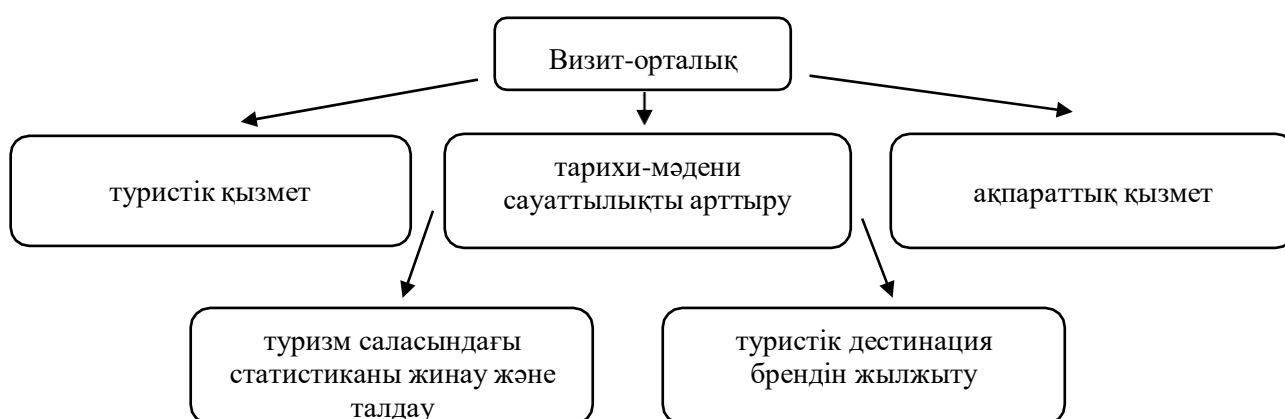 Визит-орталық
туристік қызмет
тарихи-мәдени
сауаттылықты арттыру
ақпараттық қызмет
туризм саласындағы
статистиканы жинау және
талдау
туристік дестинация
брендін жылжыту